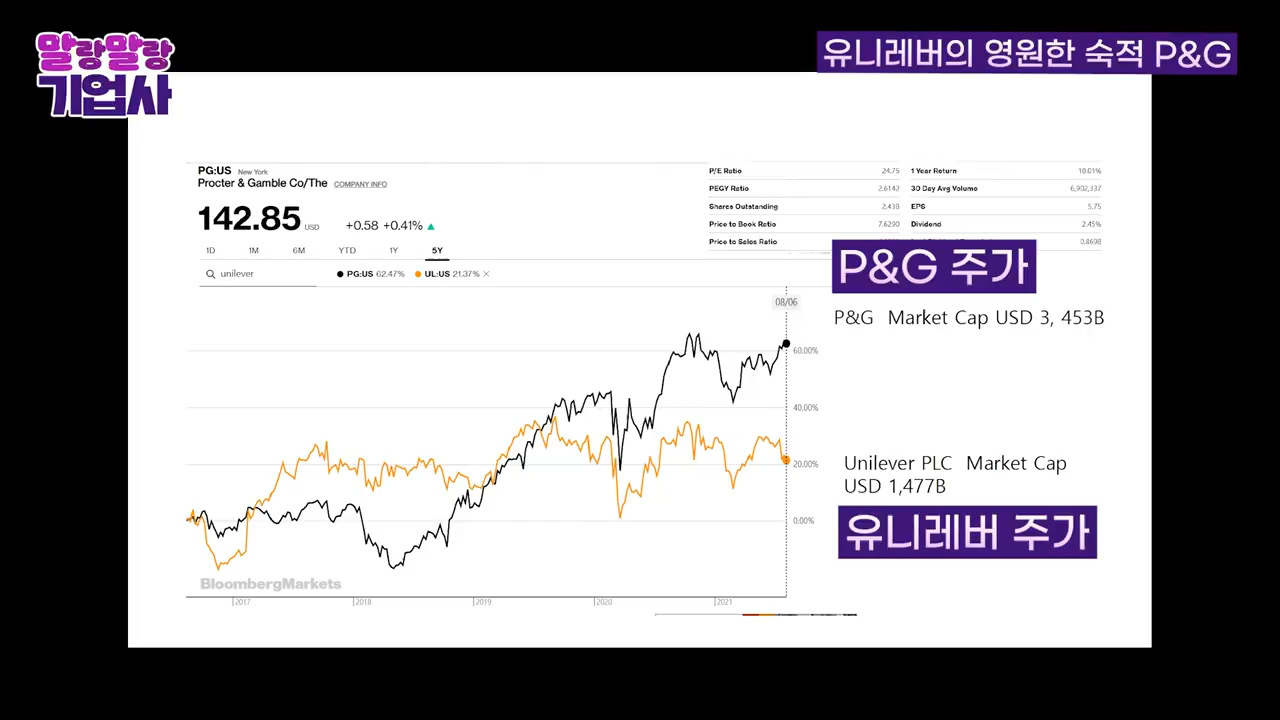 말랑말랑
기업사
유니레버의 영원한 숙적 P&G
PG:US New York
Procter & Gamble Co/The COMPANY INFO
142.85 USD +0.58 +0.41%
1D 1M 6M YTD 1Y 5Y
unilever PG:US 62.47% UL:US 21.37%
P/E Ratio 24.75 1 Year Return 10.01%
PEGY Ratio 2.6142 30 Day Avg Volume 6,902,337
Shares Outstanding 2.43B EPS 5.75
Price to Book Ratio 7.6290 Dividend 2.45%
Price to Sales Ratio 0.8698
P&G 주가
08/06
P&G Market Cap USD 3, 453B
60.00%
40.00%
20.00%
0.00%
Unilever PLC Market Cap
USD 1,477B
유니레버 주가
BloombergMarkets
2017 2018 2019 2020 2021